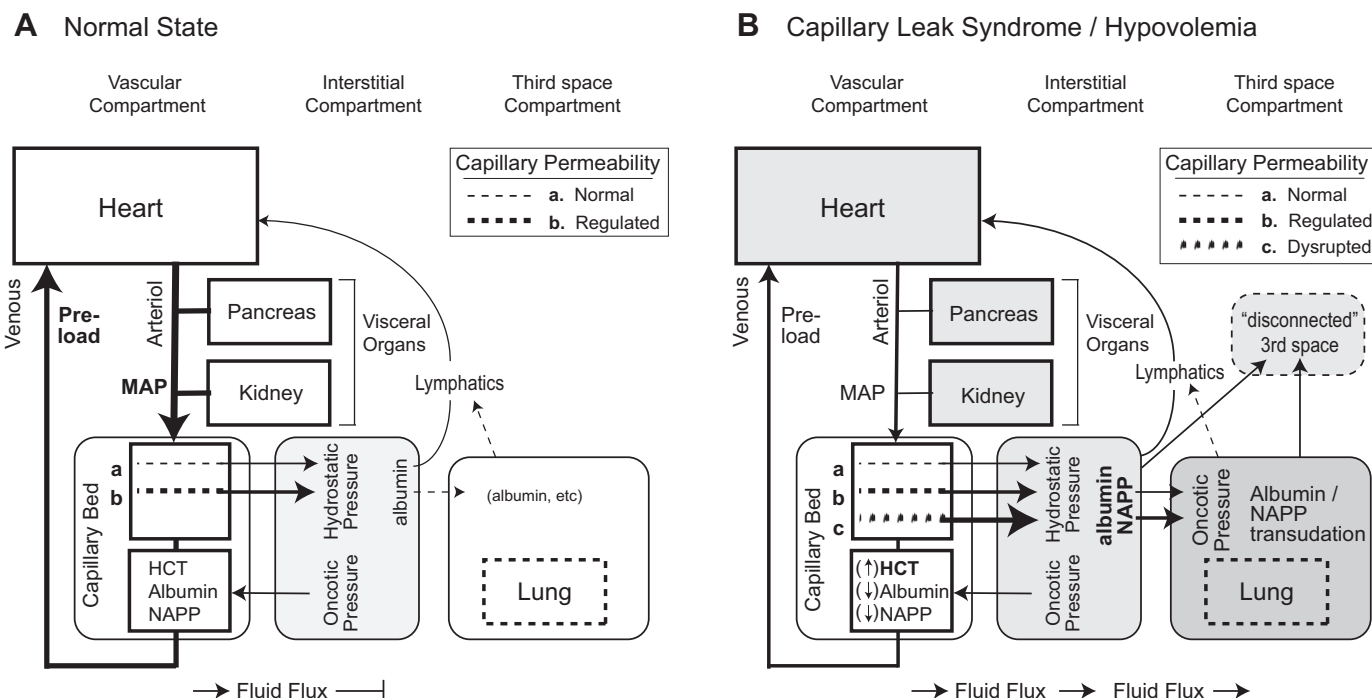 A Normal State
Vascular
Compartment
Interstitial
Compartment
Third space
Compartment
Capillary Permeability
a. Normal
b. Regulated
Heart
Venous
Pre-
load
Arteriol
MAP
Pancreas
Kidney
Visceral
Organs
Lymphatics
Capillary Bed
a
b
Hydrostatic
Pressure
albumin
(albumin, etc)
HCT
Albumin
NAPP
Oncotic
Pressure
Lung
Fluid Flux
B Capillary Leak Syndrome / Hypovolemia
Vascular
Compartment
Interstitial
Compartment
Third space
Compartment
Capillary Permeability
a. Normal
b. Regulated
c. Dysrupted
Heart
Venous
Pre-
load
Arteriol
MAP
Pancreas
Kidney
Visceral
Organs
Lymphatics
“disconnected”
3rd space
Capillary Bed
a
b
c
Hydrostatic
Pressure
albumin
NAPP
Oncotic
Pressure
Albumin /
NAPP
transudation
(↑)HCT
(↓)Albumin
(↓)NAPP
Oncotic
Pressure
Lung
Fluid Flux
Fluid Flux